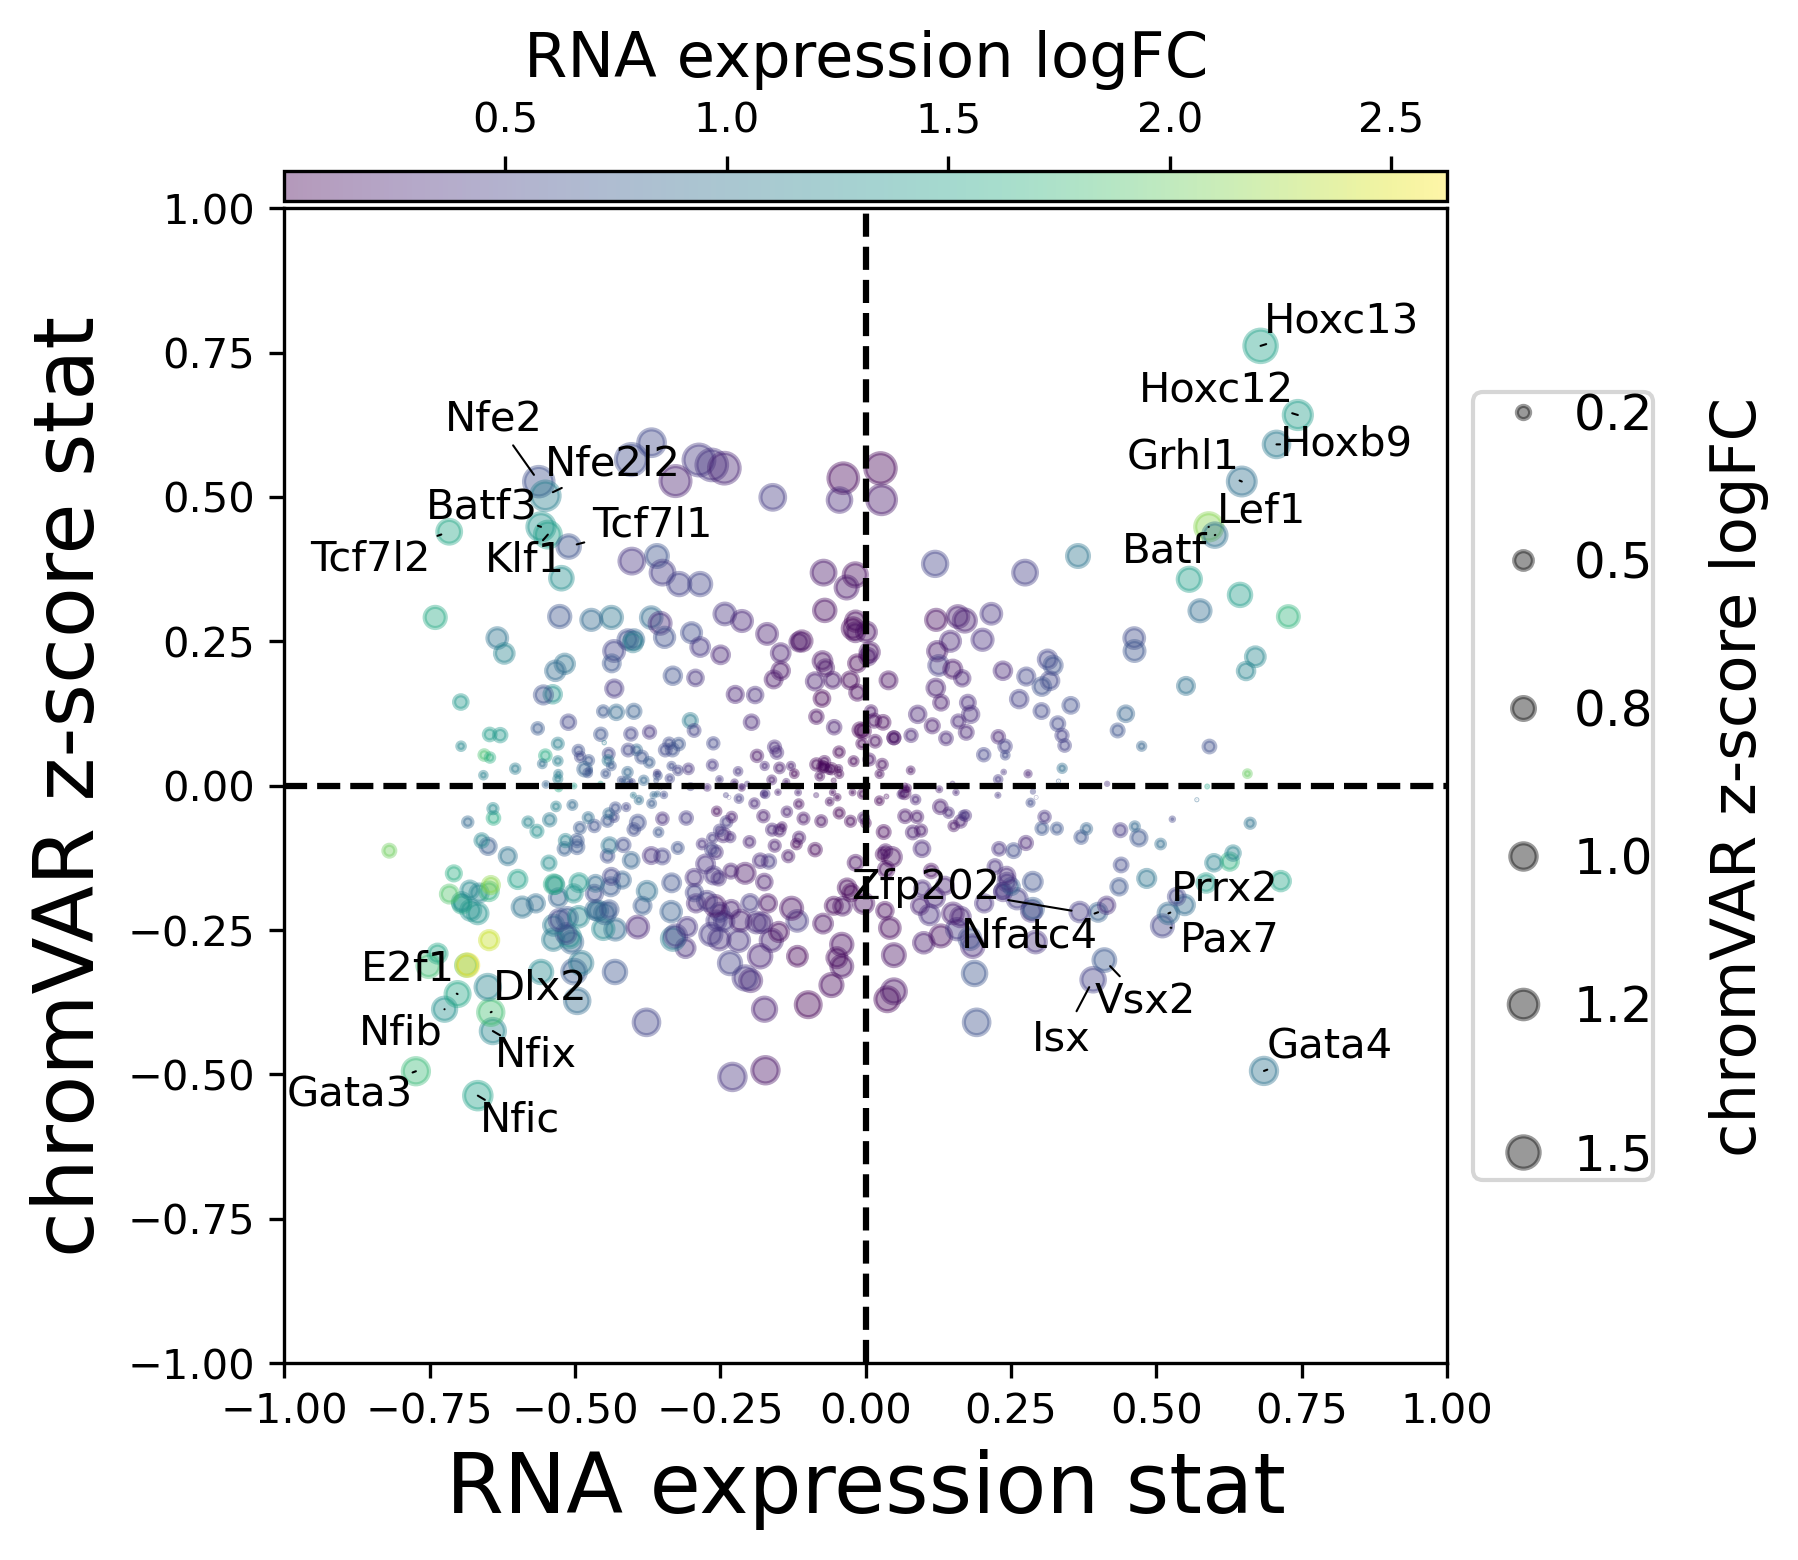 RNA expression logFC
0.5 1.0 1.5 2.0 2.5
chromVAR z-score stat
1.00
0.75
0.50
0.25
0.00
−0.25
−0.50
−0.75
−1.00
Hoxc13
Hoxc12
Hoxb9
Grhl1
Lef1
Batf
Nfe2
Nfe2l2
Batf3
Tcf7l1
Tcf7l2
Klf1
Zfp202
Prrx2
Nfatc4
Pax7
Vsx2
Isx
Gata4
E2f1
Dlx2
Nfib
Nfix
Gata3
Nfic
−1.00 −0.75 −0.50 −0.25 0.00 0.25 0.50 0.75 1.00
RNA expression stat
0.2
0.5
0.8
1.0
1.2
1.5
chromVAR z-score logFC